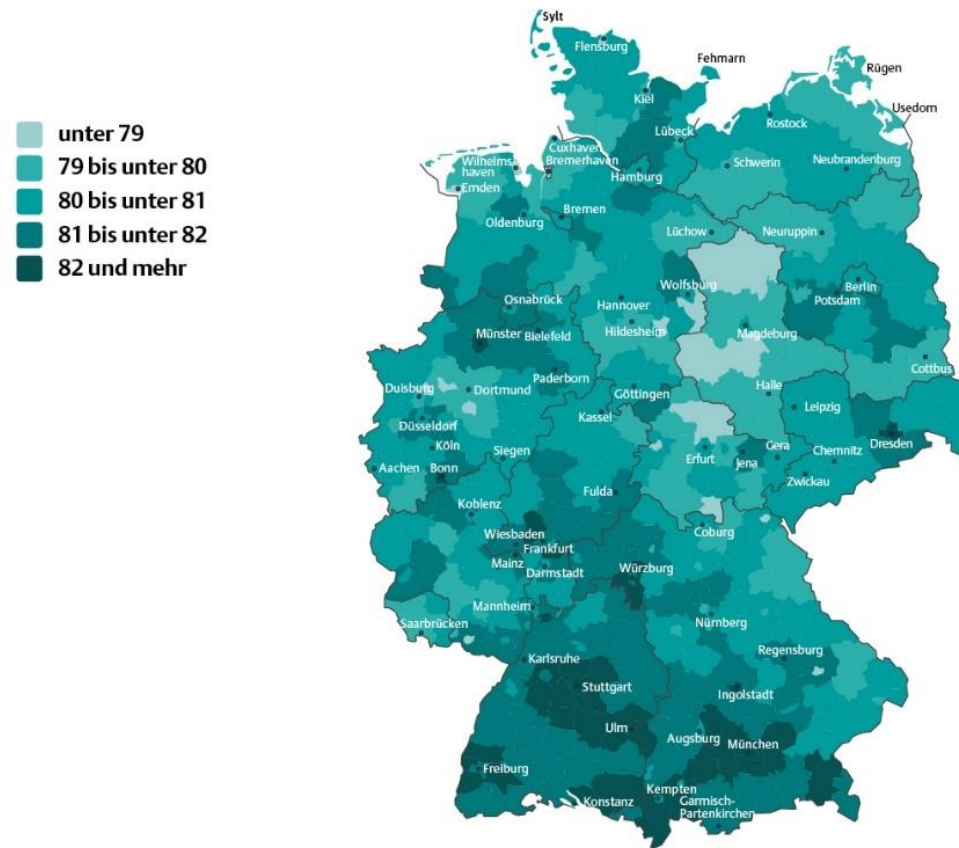 unter 79
79 bis unter 80
80 bis unter 81
81 bis unter 82
82 und mehr
Sylt
Flensburg
Fehmarn
Rügen
Kiel
Usedom
Rostock
Lübeck
Cuxhaven
Bremerhaven
Wilhelms-
haven
Schwerin
Neubrandenburg
Hamburg
Emden
Bremen
Oldenburg
Lüchow
Neuruppin
Wolfsburg
Berlin
Potsdam
Osnabrück
Hannover
Hildesheim
Magdeburg
Münster
Bielefeld
Cottbus
Paderborn
Duisburg
Dortmund
Göttingen
Halle
Leipzig
Kassel
Düsseldorf
Dresden
Köln
Siegen
Erfurt
Jena
Gera
Chemnitz
Aachen
Bonn
Zwickau
Fulda
Koblenz
Coburg
Wiesbaden
Frankfurt
Mainz
Darmstadt
Würzburg
Mannheim
Saarbrücken
Nürnberg
Regensburg
Karlsruhe
Stuttgart
Ingolstadt
Ulm
Augsburg
München
Freiburg
Kempten
Konstanz
Garmisch-
Partenkirchen